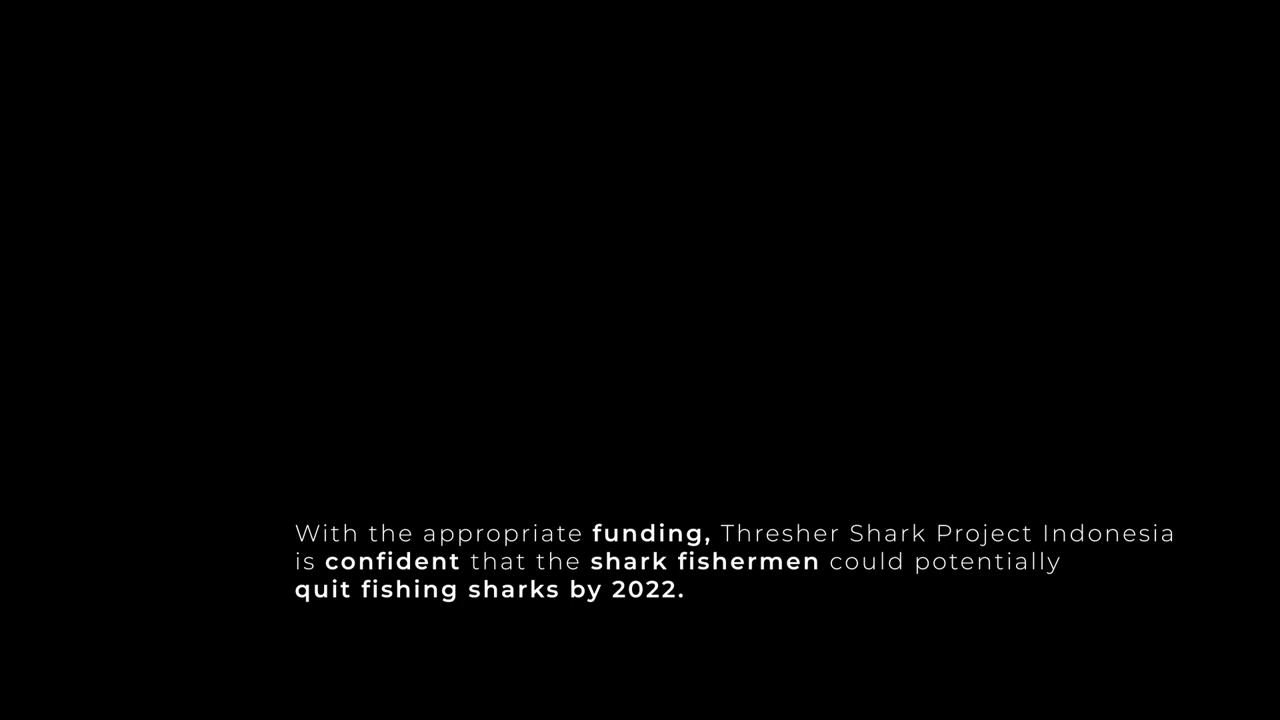 With the appropriate funding, Thresher Shark Project Indonesia
is confident that the shark fishermen could potentially
quit fishing sharks by 2022.